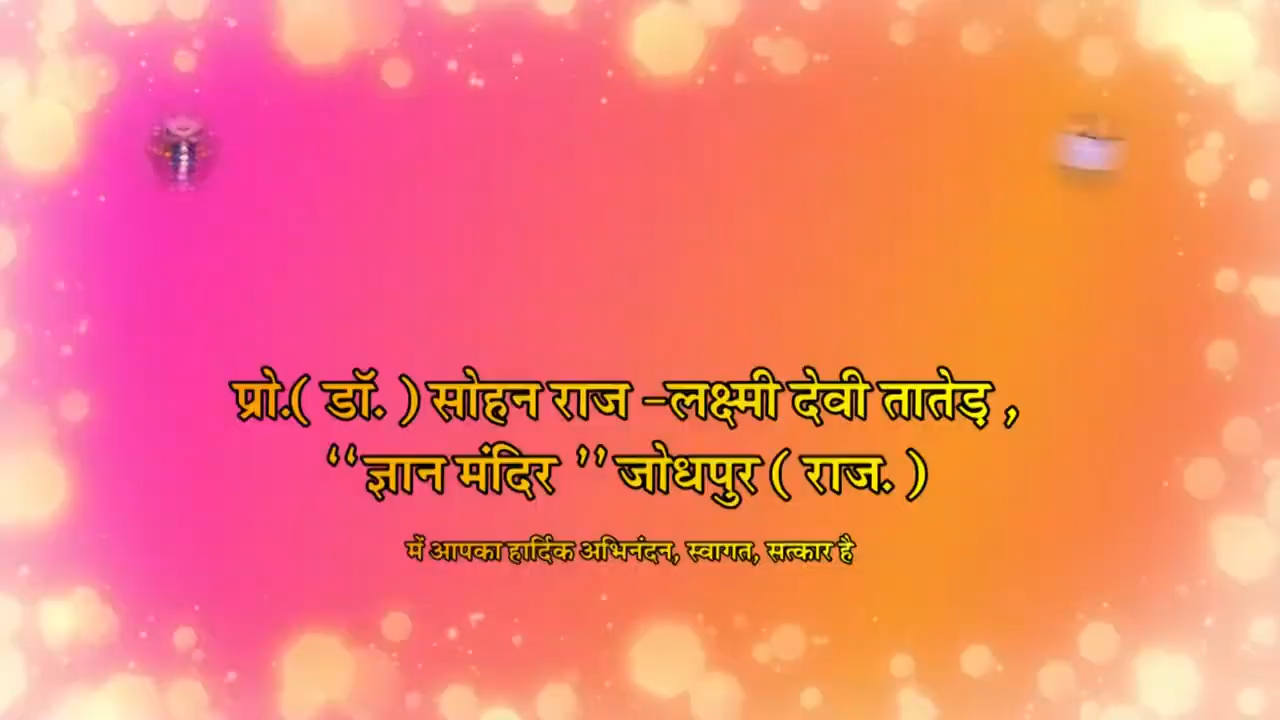 प्रो.( डॉ. ) सोहन राज –लक्ष्मी देवी तातेड़ ,
‘‘ज्ञान मंदिर ’’ जोधपुर ( राज. )
में आपका हार्दिक अभिनंदन, स्वागत, सत्कार है